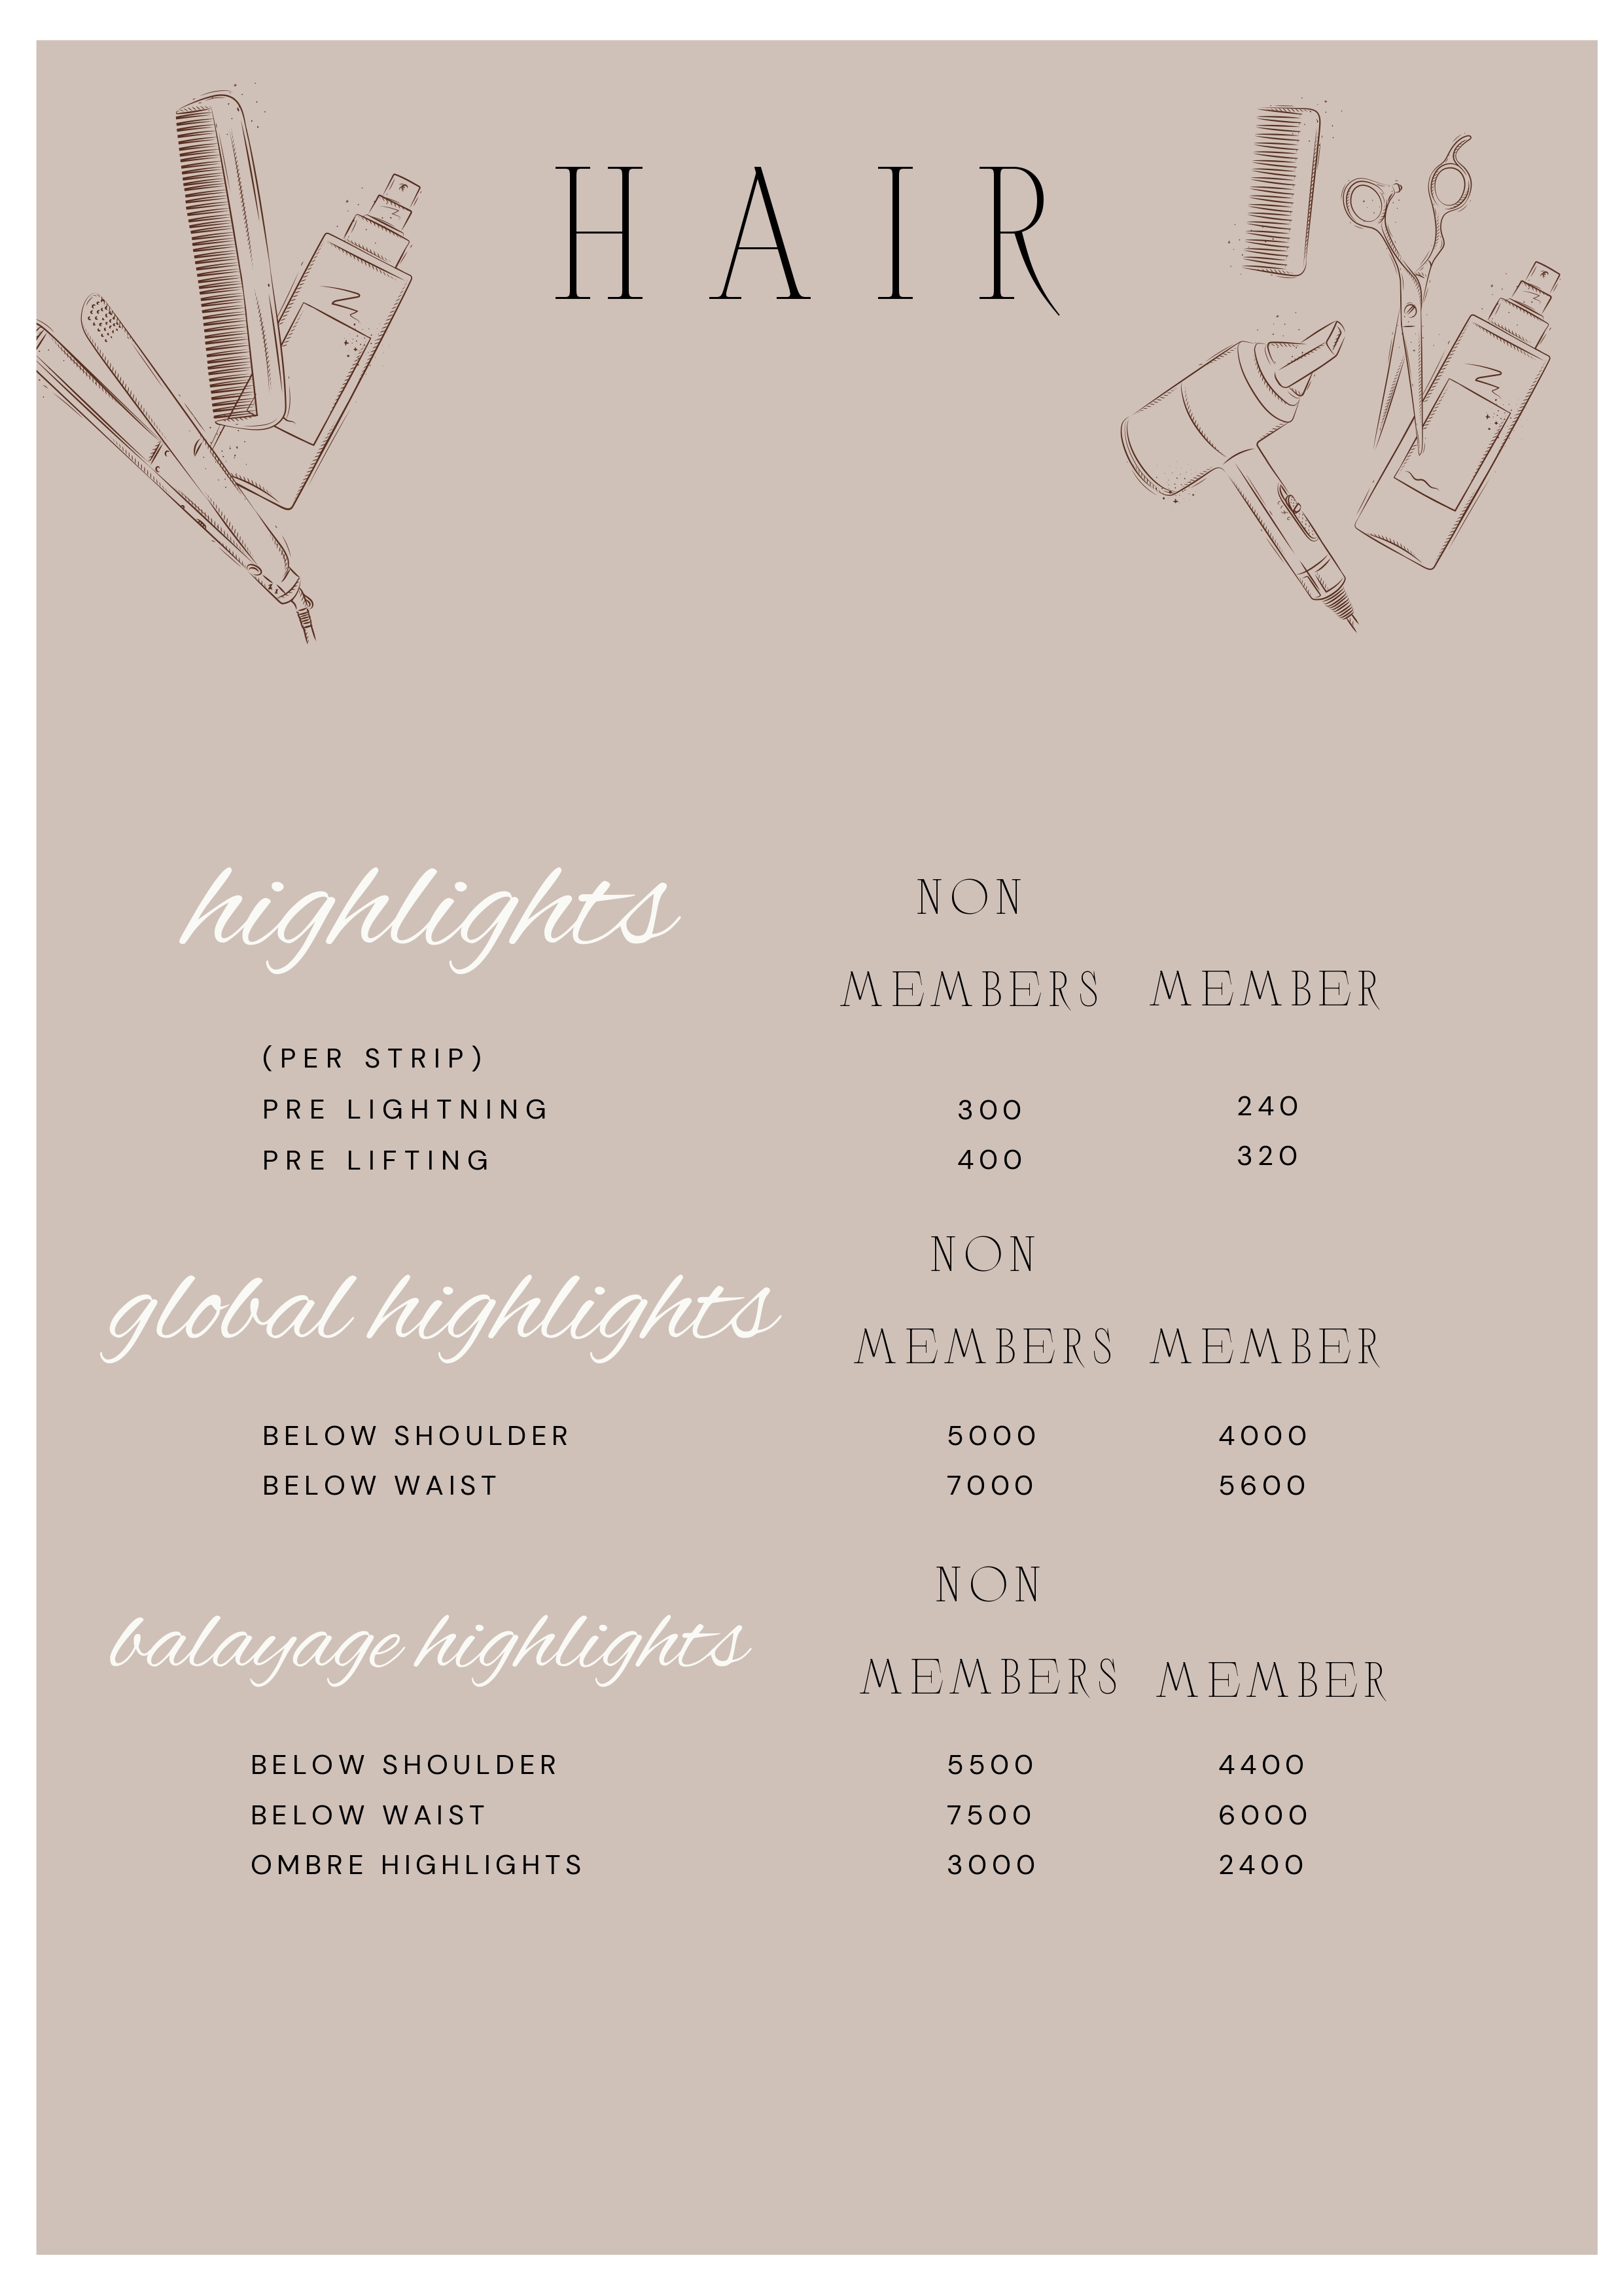 HAIR
highlights
NON
MEMBERS MEMBER
(PER STRIP)
PRE LIGHTNING 300 240
PRE LIFTING 400 320
global highlights
NON
MEMBERS MEMBER
BELOW SHOULDER 5000 4000
BELOW WAIST 7000 5600
balayage highlights
NON
MEMBERS MEMBER
BELOW SHOULDER 5500 4400
BELOW WAIST 7500 6000
OMBRE HIGHLIGHTS 3000 2400